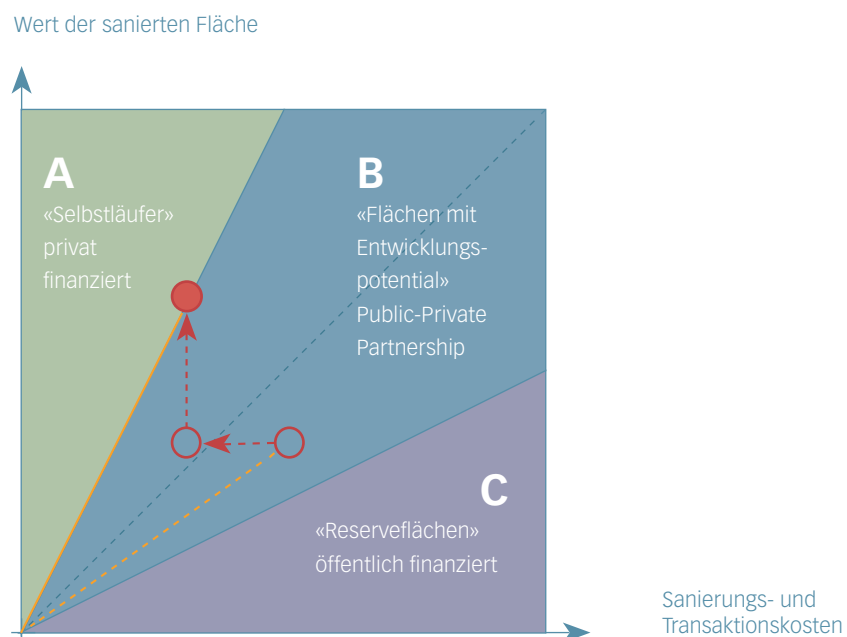 Wert der sanierten Fläche
A
«Selbstläufer»
privat
finanziert
B
«Flächen mit
Entwicklungs-
potential»
Public-Private
Partnership
C
«Reserveflächen»
öffentlich finanziert
Sanierungs- und
Transaktionskosten